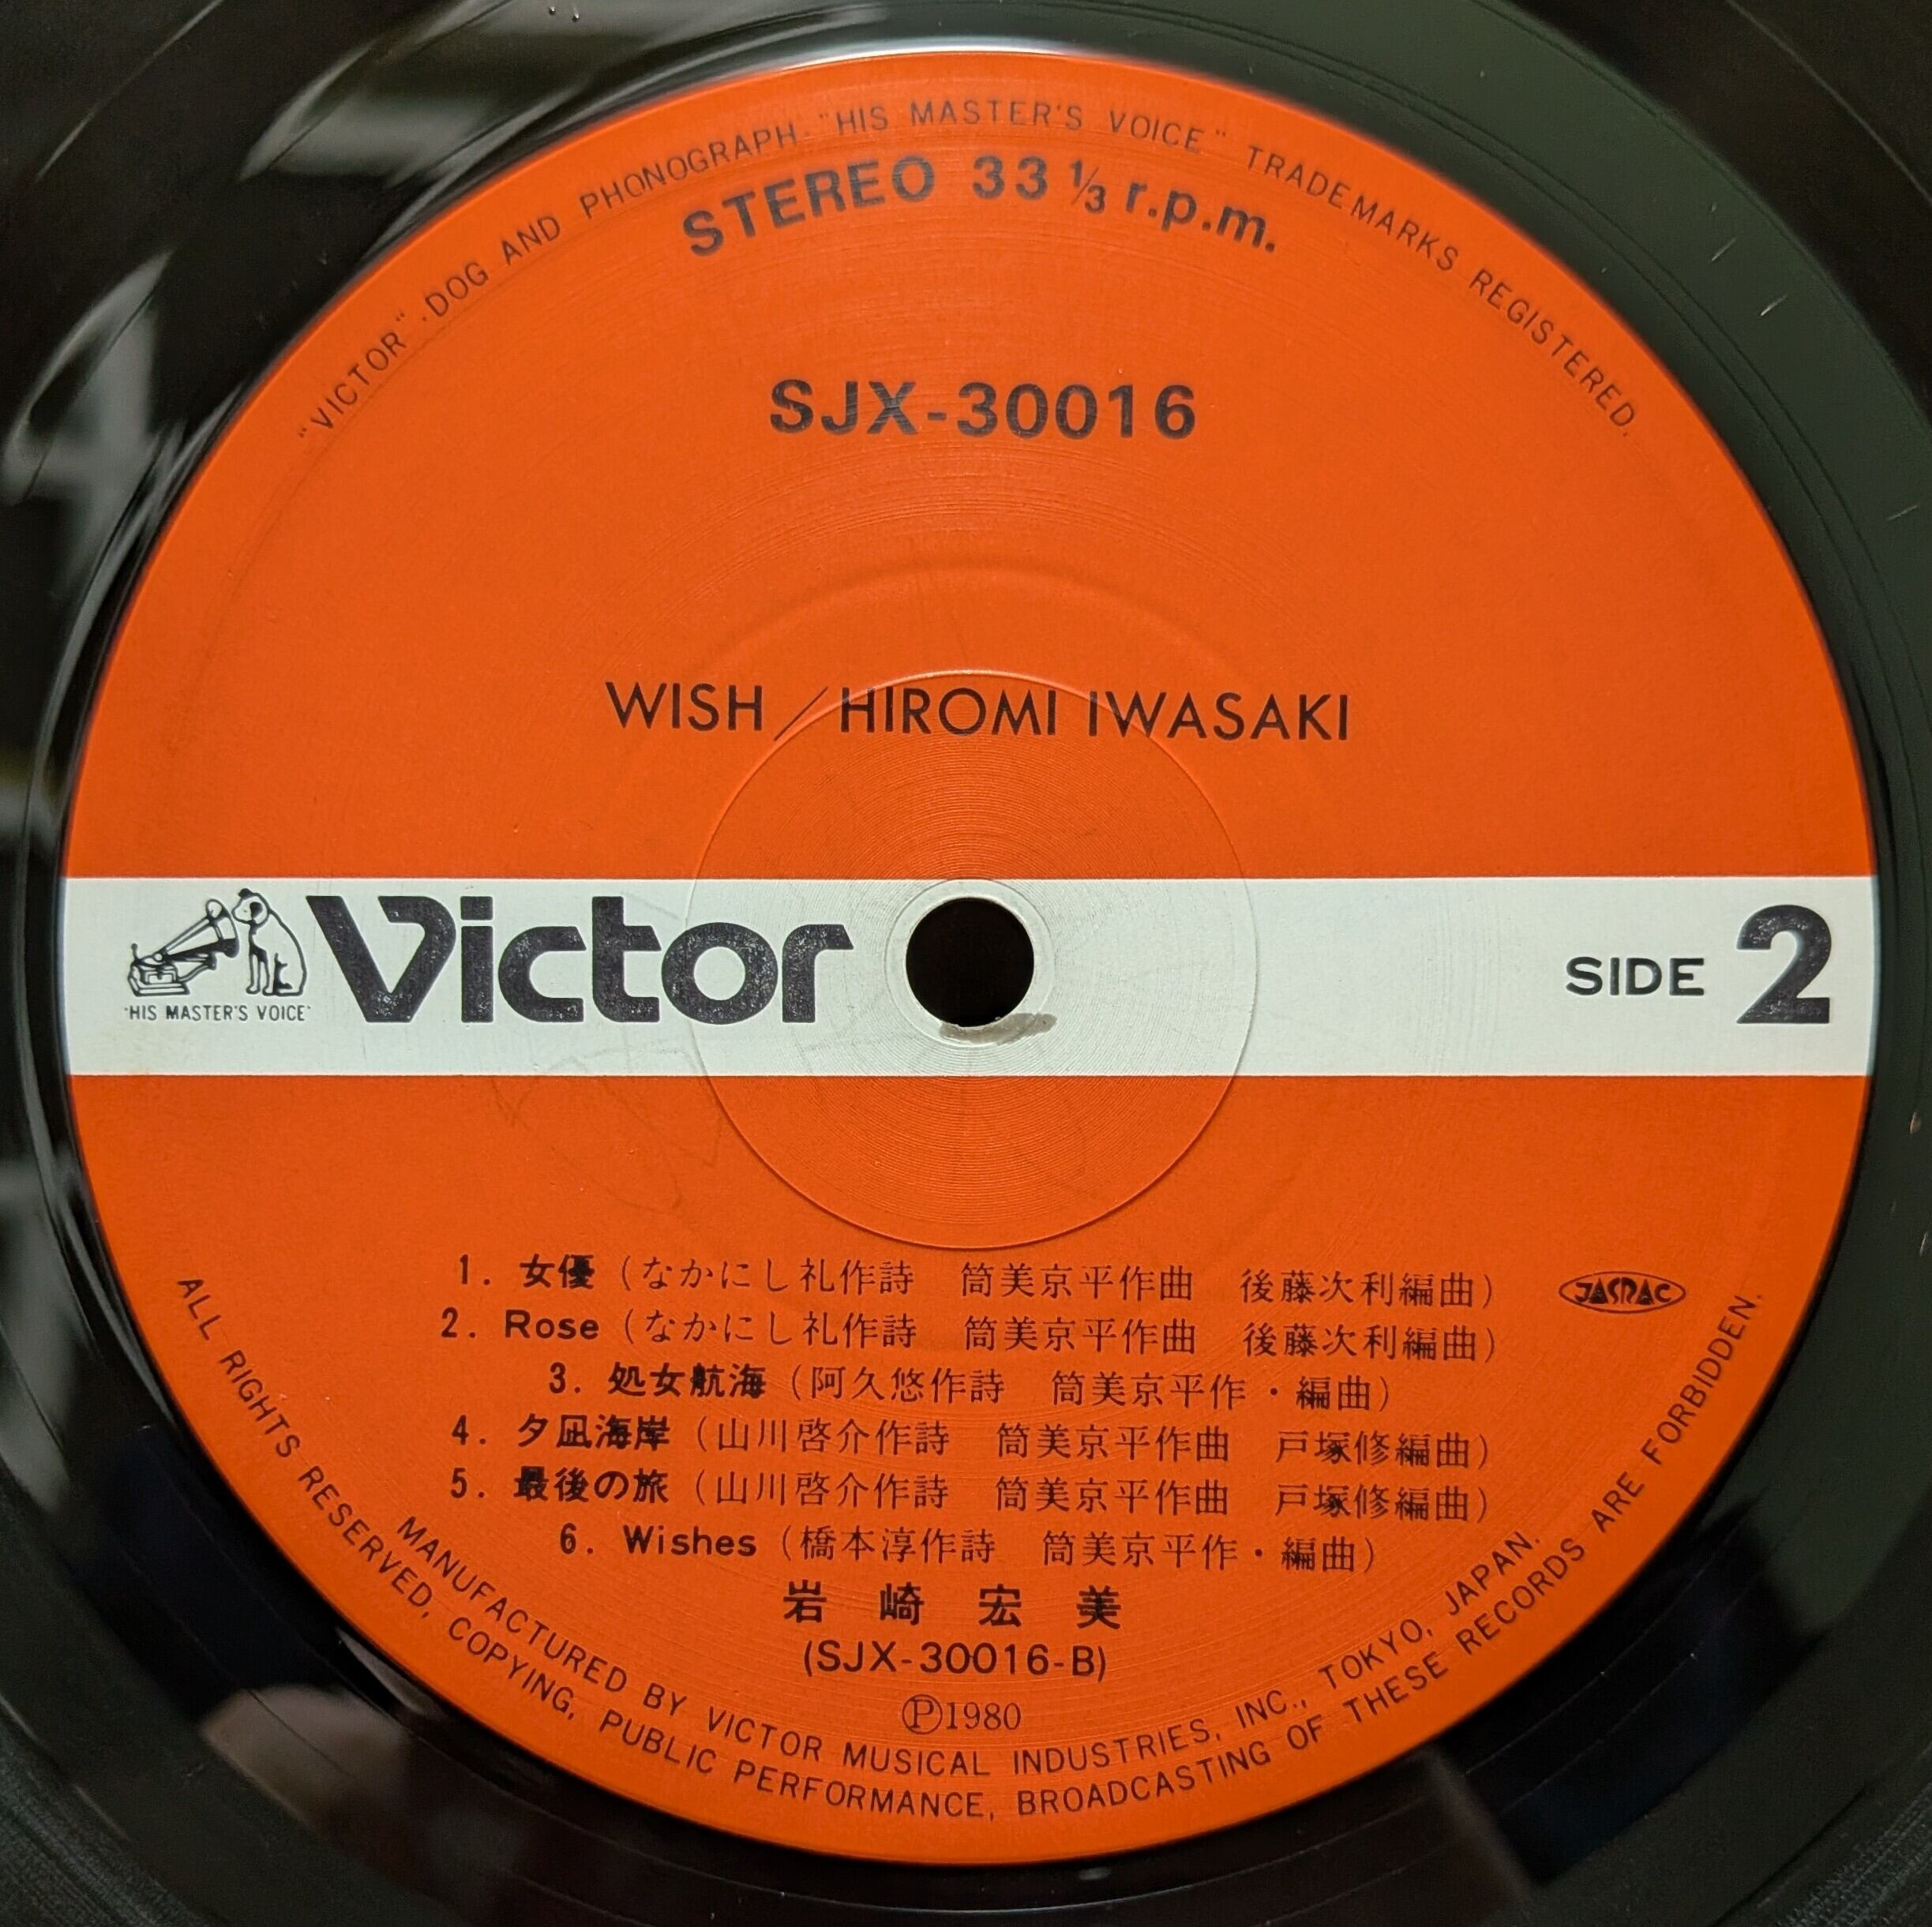 "VICTOR" · DOG AND PHONOGRAPH · "HIS MASTER'S VOICE" TRADEMARKS REGISTERED.
STEREO 33 ⅓ r.p.m.
SJX-30016
WISH／HIROMI IWASAKI
"HIS MASTER'S VOICE"
Victor
SIDE 2
1. 女優（なかにし礼作詩　筒美京平作曲　後藤次利編曲）
JASRAC
2. Rose（なかにし礼作詩　筒美京平作曲　後藤次利編曲）
3. 処女航海（阿久悠作詩　筒美京平作・編曲）
4. 夕凪海岸（山川啓介作詩　筒美京平作曲　戸塚修編曲）
5. 最後の旅（山川啓介作詩　筒美京平作曲　戸塚修編曲）
6. Wishes（橋本淳作詩　筒美京平作・編曲）
岩崎宏美
(SJX-30016-B)
Ⓟ1980
MANUFACTURED BY VICTOR MUSICAL INDUSTRIES, INC., TOKYO, JAPAN.
ALL RIGHTS RESERVED, COPYING, PUBLIC PERFORMANCE, BROADCASTING OF THESE RECORDS ARE FORBIDDEN.